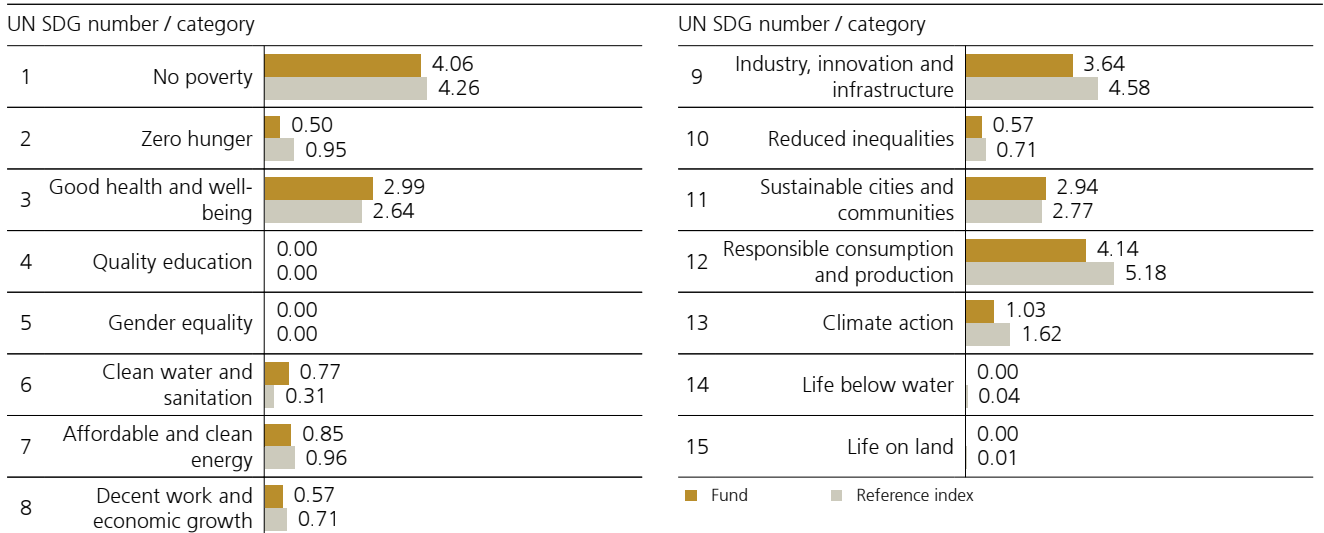 UN SDG number / category
1 No poverty 4.06
4.26
2 Zero hunger 0.50
0.95
3 Good health and well-
being 2.99
2.64
4 Quality education 0.00
0.00
5 Gender equality 0.00
0.00
6 Clean water and
sanitation 0.77
0.31
7 Affordable and clean
energy 0.85
0.96
8 Decent work and
economic growth 0.57
0.71
UN SDG number / category
9 Industry, innovation and
infrastructure 3.64
4.58
10 Reduced inequalities 0.57
0.71
11 Sustainable cities and
communities 2.94
2.77
12 Responsible consumption
and production 4.14
5.18
13 Climate action 1.03
1.62
14 Life below water 0.00
0.04
15 Life on land 0.00
0.01
Fund Reference index